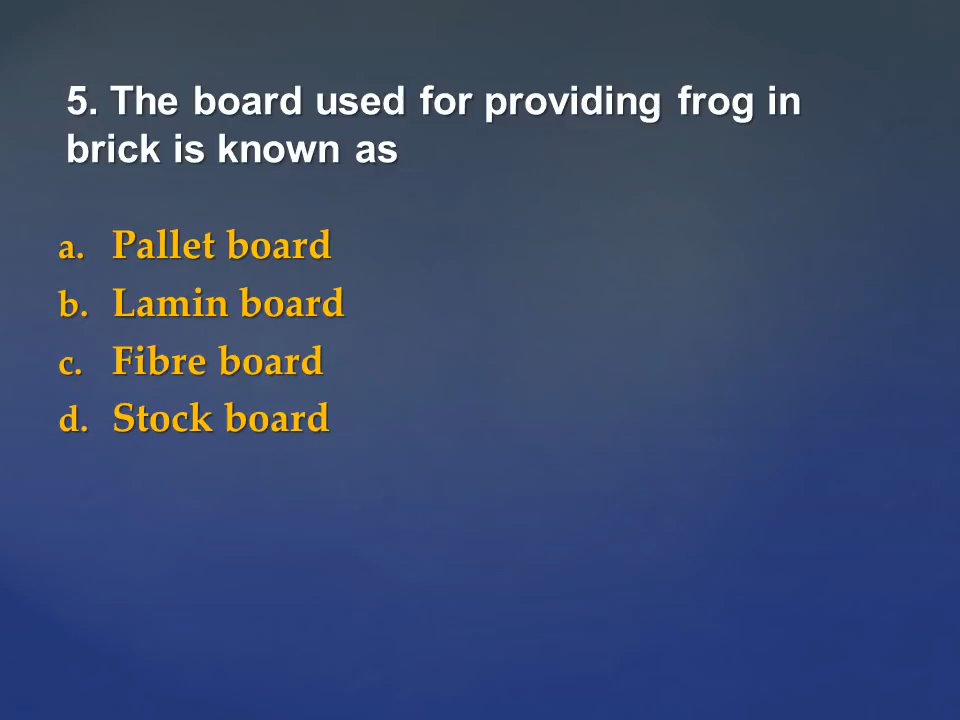 5. The board used for providing frog in
brick is known as
a. Pallet board
b. Lamin board
c. Fibre board
d. Stock board